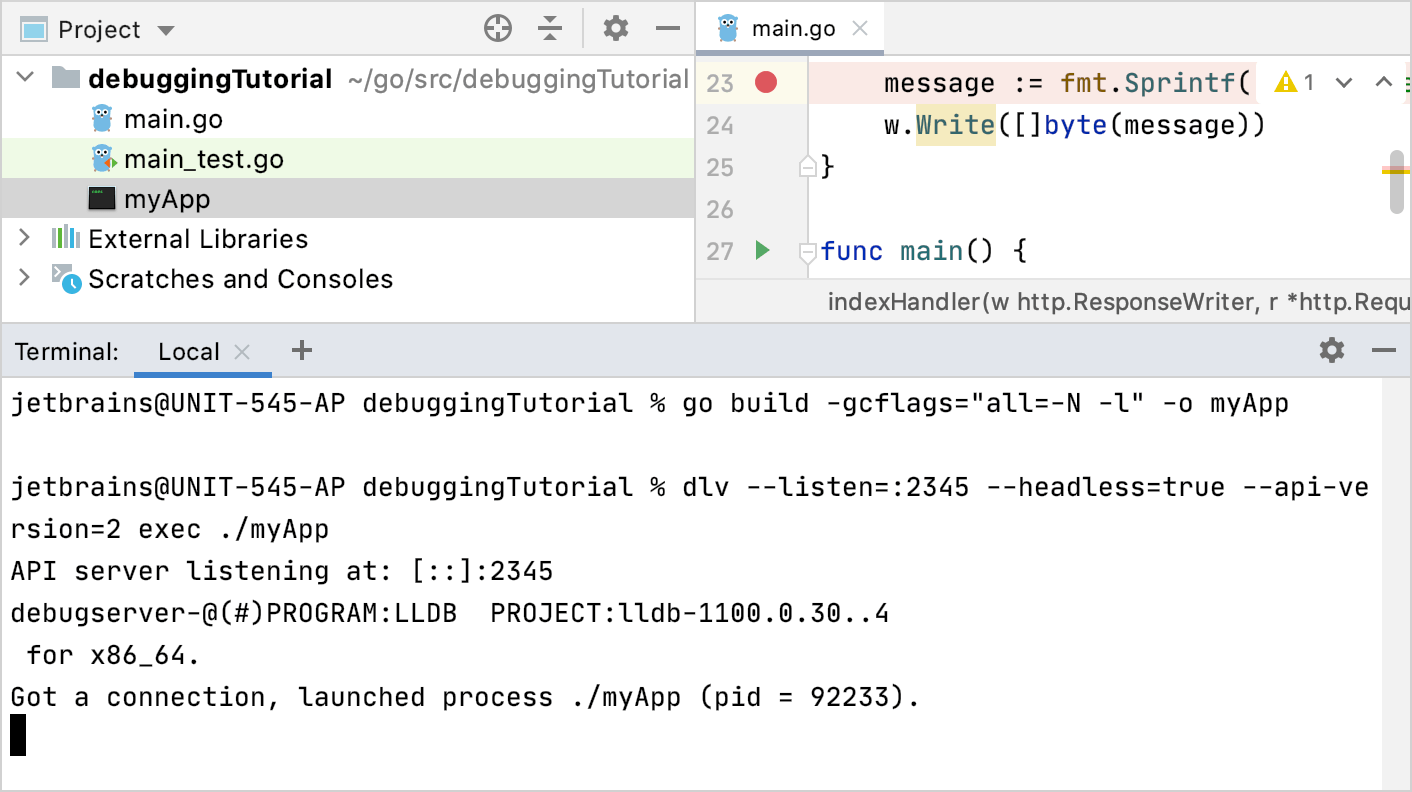 Project
debuggingTutorial ~/go/src/debuggingTutorial
main.go
main_test.go
myApp
External Libraries
Scratches and Consoles
main.go
23 message := fmt.Sprintf( 1
24 w.Write([]byte(message))
25 }
26
27 func main() {
indexHandler(w http.ResponseWriter, r *http.Requ
Terminal: Local
jetbrains@UNIT-545-AP debuggingTutorial % go build -gcflags="all=-N -l" -o myApp
jetbrains@UNIT-545-AP debuggingTutorial % dlv --listen=:2345 --headless=true --api-ve
rsion=2 exec ./myApp
API server listening at: [::]:2345
debugserver-@(#)PROGRAM:LLDB  PROJECT:lldb-1100.0.30..4
 for x86_64.
Got a connection, launched process ./myApp (pid = 92233).